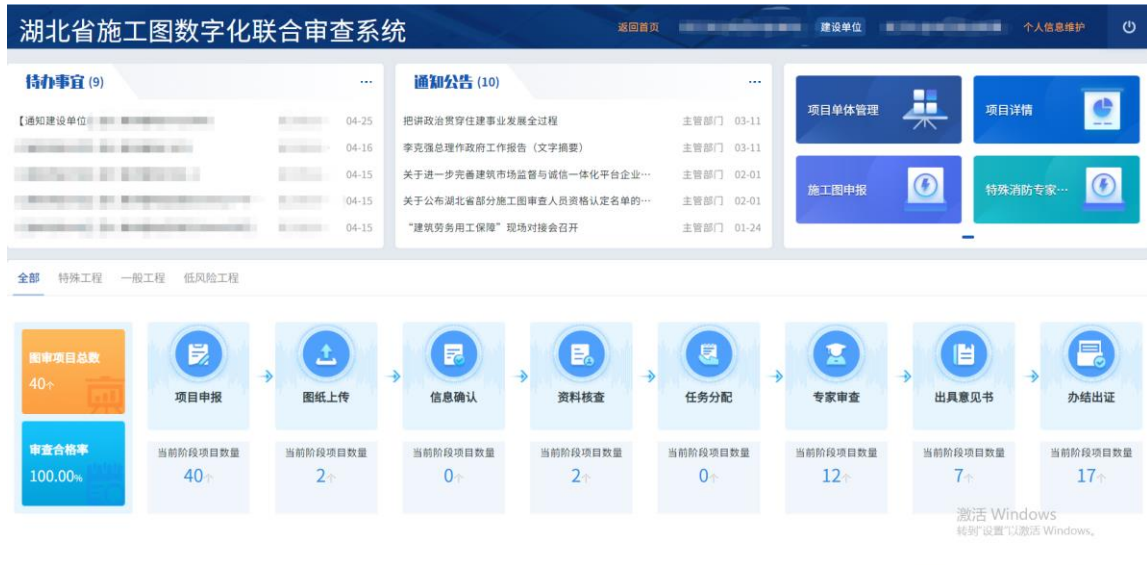 湖北省施工图数字化联合审查系统
返回首页
建设单位
个人信息维护
待办事宜 (9)
...
【通知建设单位
04-25
04-16
04-15
04-15
04-15
通知公告 (10)
...
把讲政治贯穿住建事业发展全过程 主管部门 03-11
李克强总理作政府工作报告（文字摘要） 主管部门 03-11
关于进一步完善建筑市场监督与诚信一体化平台企业… 主管部门 02-01
关于公布湖北省部分施工图审查人员资格认定名单的… 主管部门 02-01
“建筑劳务用工保障”现场对接会召开 主管部门 01-24
项目单体管理
项目详情
施工图申报
特殊消防专家…
全部 特殊工程 一般工程 低风险工程
图审项目总数
40个
审查合格率
100.00%
项目申报
图纸上传
信息确认
资料核查
任务分配
专家审查
出具意见书
办结出证
当前阶段项目数量
40个
当前阶段项目数量
2个
当前阶段项目数量
0个
当前阶段项目数量
2个
当前阶段项目数量
0个
当前阶段项目数量
12个
当前阶段项目数量
7个
当前阶段项目数量
17个
激活 Windows
转到"设置"以激活 Windows。